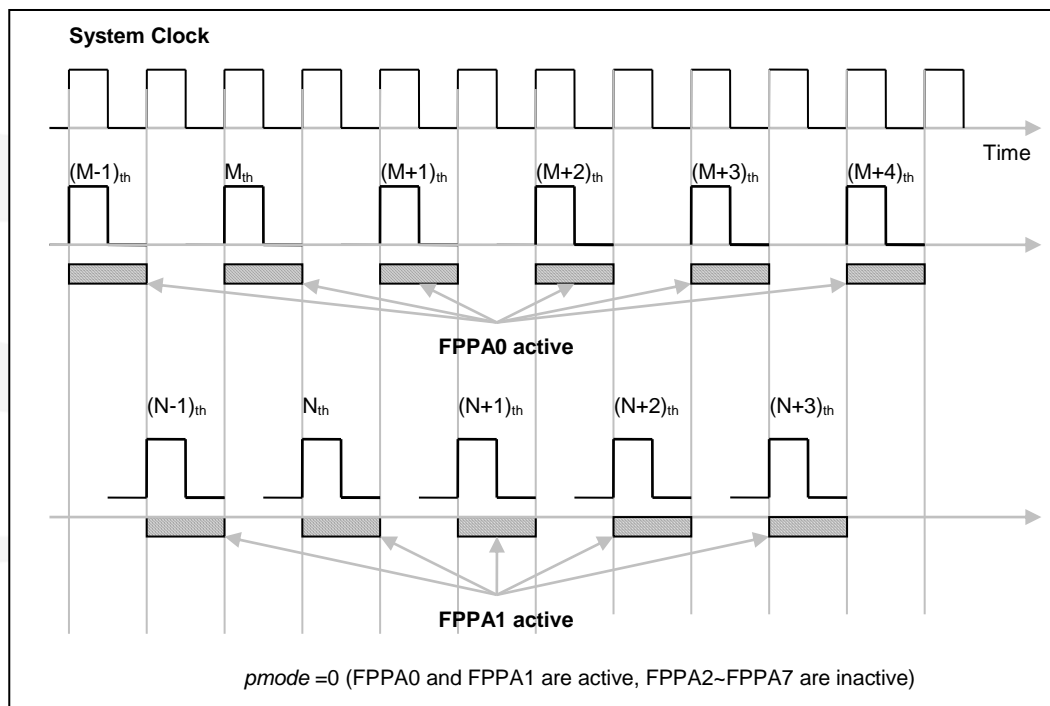 System Clock
Time
(M-1)th Mth (M+1)th (M+2)th (M+3)th (M+4)th
FPPA0 active
(N-1)th Nth (N+1)th (N+2)th (N+3)th
FPPA1 active
pmode =0 (FPPA0 and FPPA1 are active, FPPA2~FPPA7 are inactive)